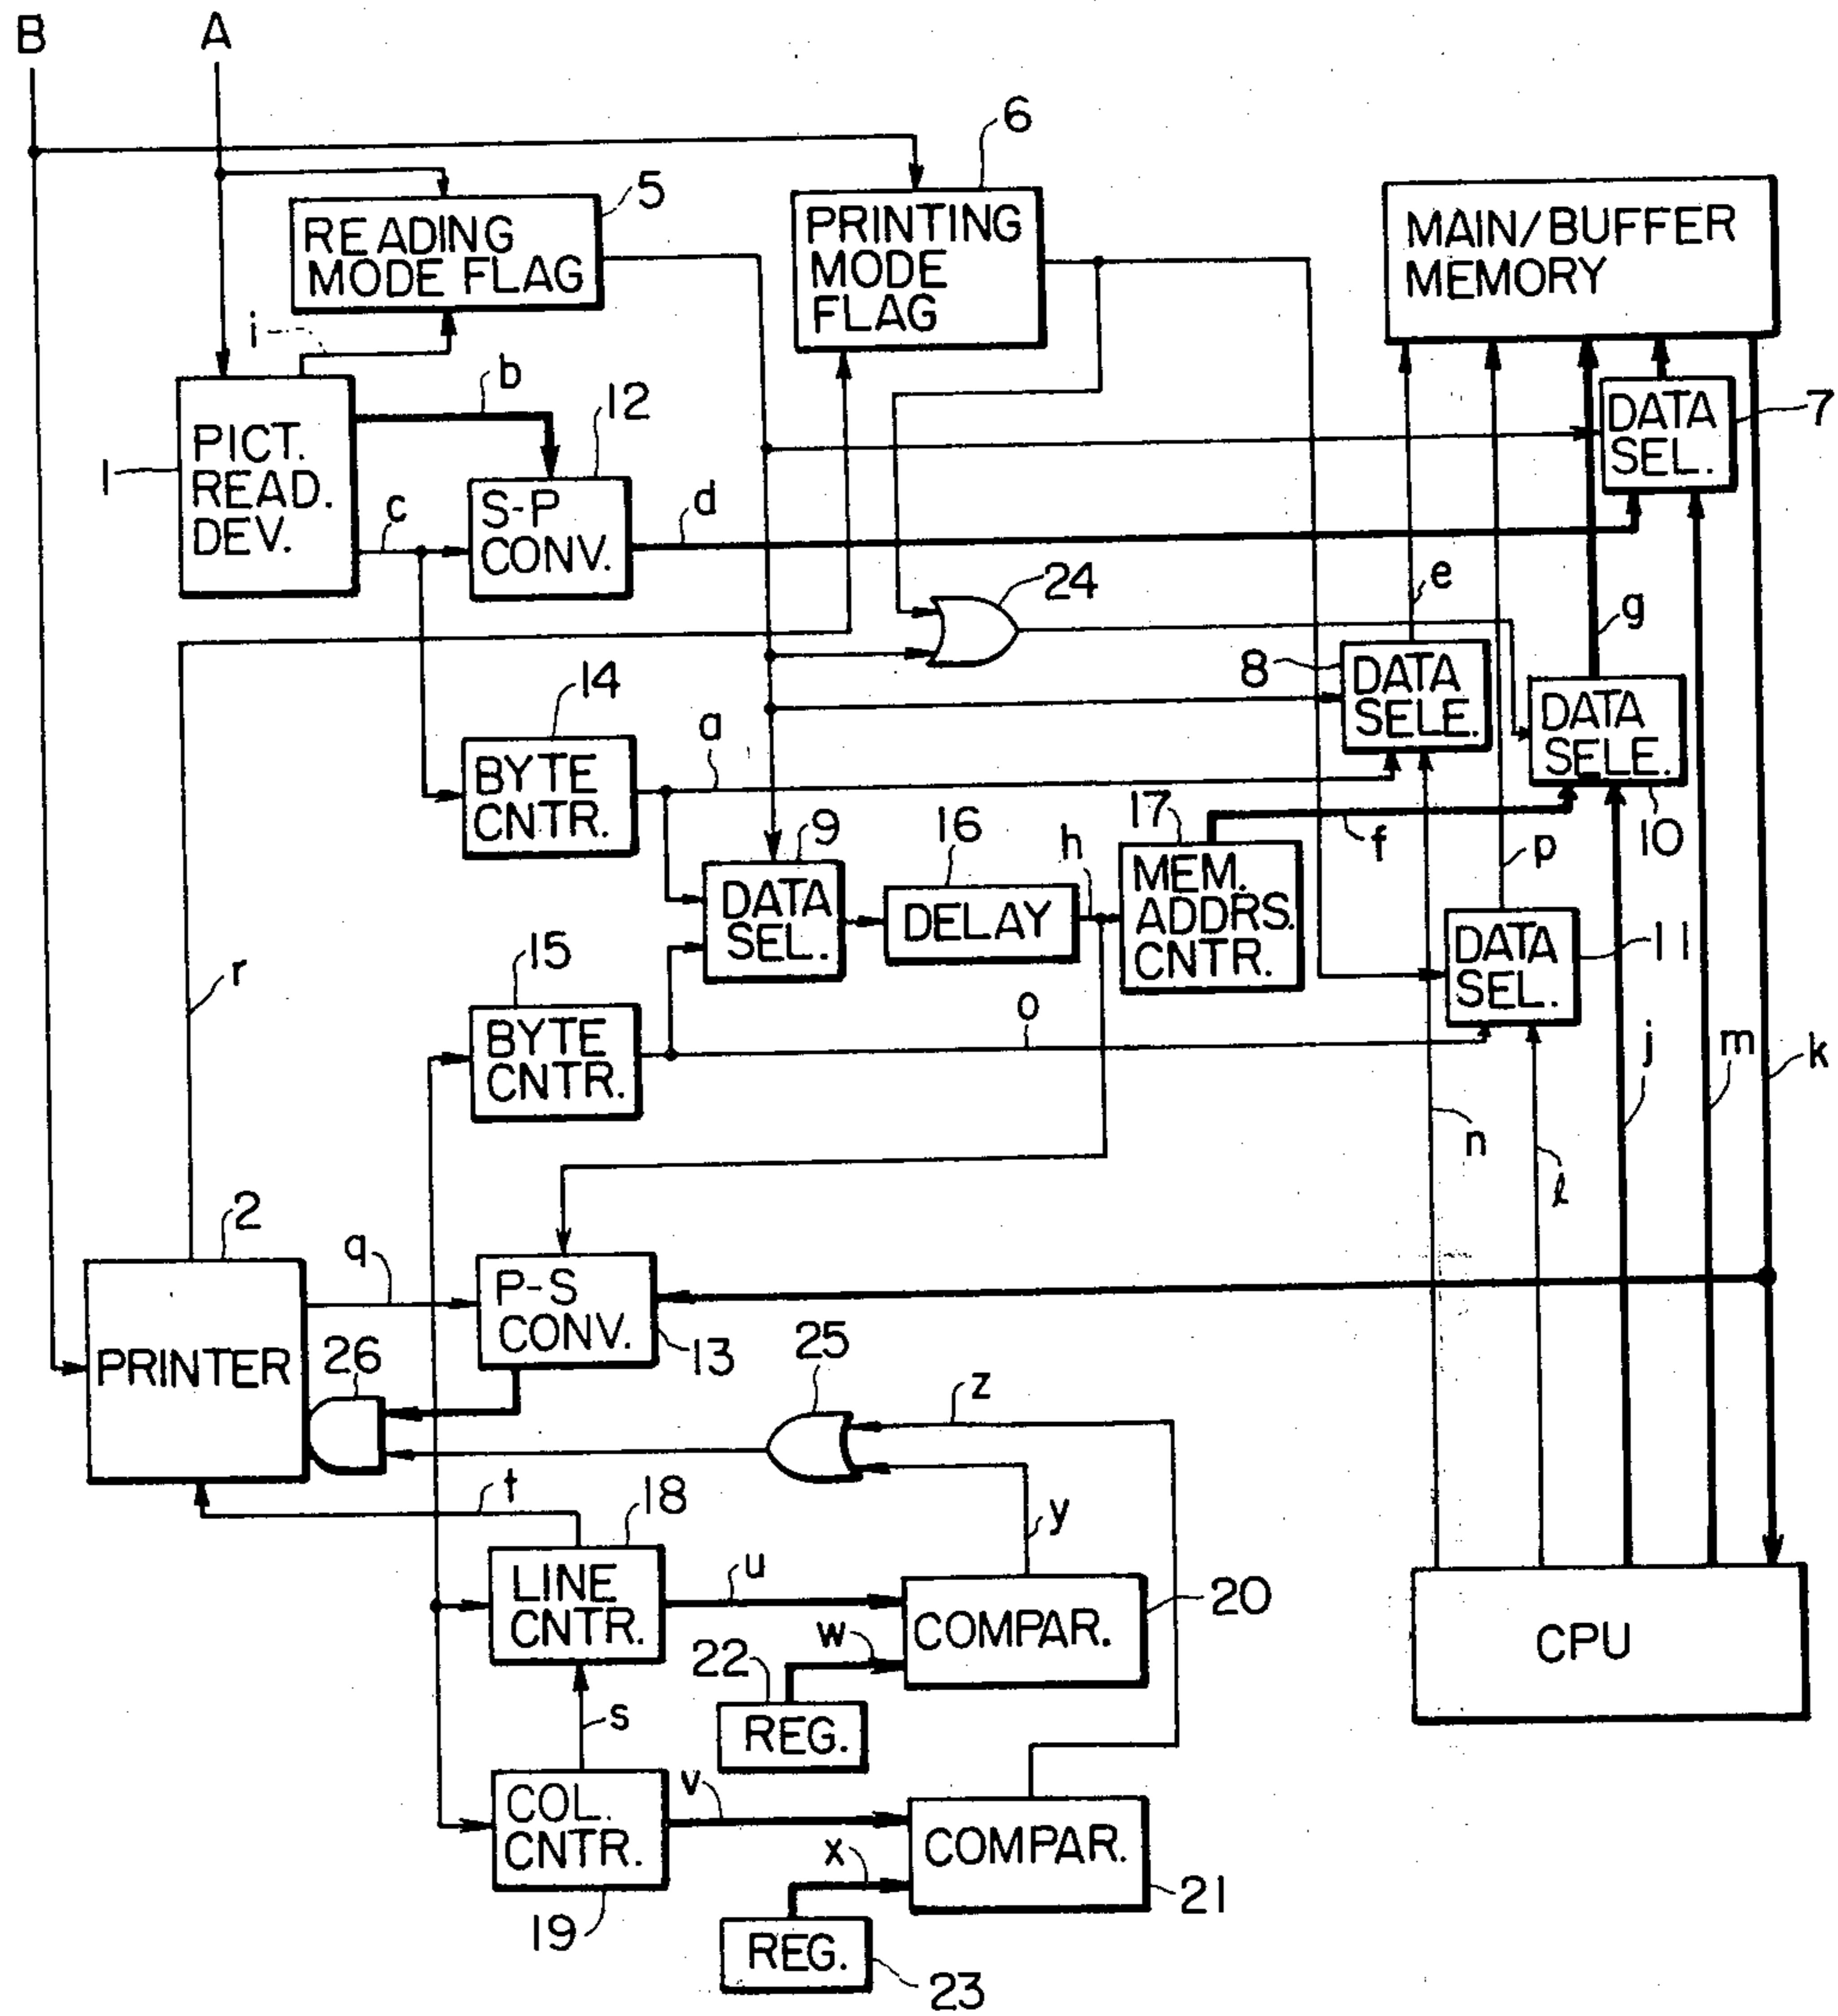 B
A
6
5
READING
MODE FLAG
PRINTING
MODE
FLAG
MAIN/BUFFER
MEMORY
i
b
12
DATA
SEL.
7
1
PICT.
READ.
DEV.
c
S-P
CONV.
d
24
e
g
8
DATA
SELE.
14
a
DATA
SELE.
10
BYTE
CNTR.
9
16
h
17
f
p
DATA
SEL.
DELAY
MEM.
ADDRS.
CNTR.
DATA
SEL.
11
15
r
o
BYTE
CNTR.
j
m
k
n
l
2
q
P-S
CONV.
13
PRINTER
26
25
z
t
18
y
LINE
CNTR.
u
COMPAR.
20
w
22
REG.
CPU
s
COL.
CNTR.
v
x
COMPAR.
21
19
REG.
23